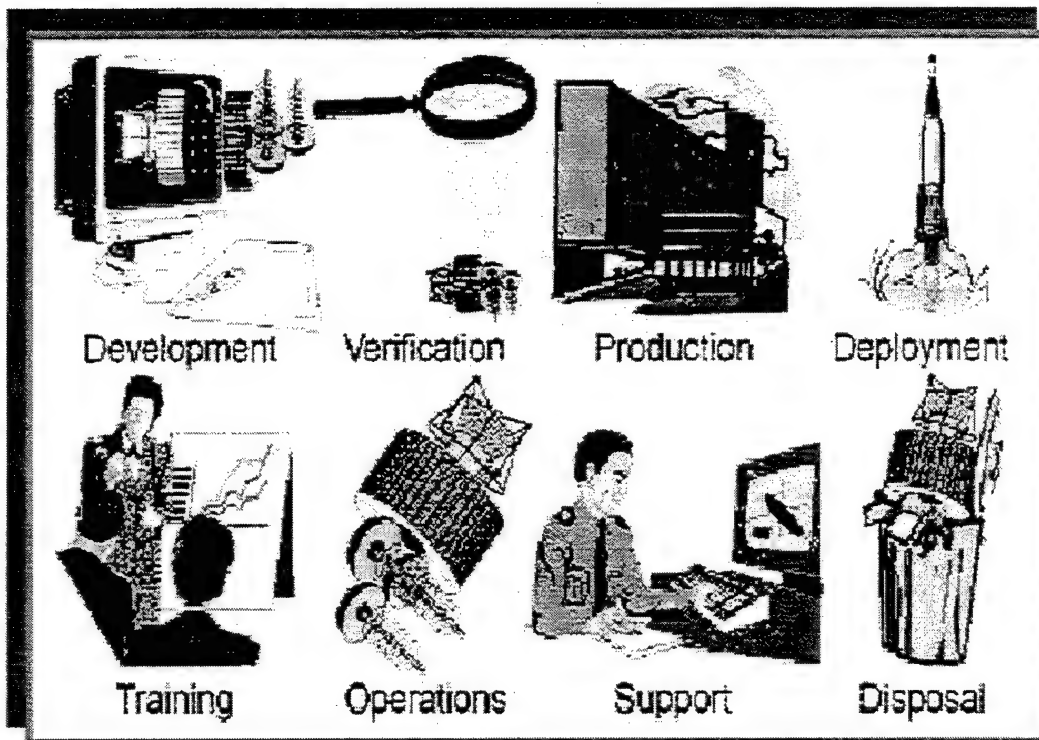 Development Verification Production Deployment
Training Operations Support Disposal